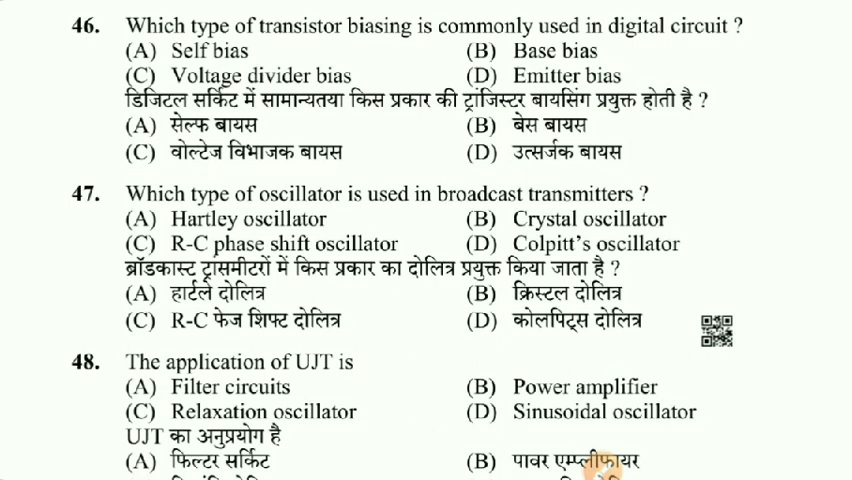 46. Which type of transistor biasing is commonly used in digital circuit ?
(A) Self bias (B) Base bias
(C) Voltage divider bias (D) Emitter bias
डिजिटल सर्किट में सामान्यतया किस प्रकार की ट्रांजिस्टर बायसिंग प्रयुक्त होती है ?
(A) सेल्फ बायस (B) बेस बायस
(C) वोल्टेज विभाजक बायस (D) उत्सर्जक बायस
47. Which type of oscillator is used in broadcast transmitters ?
(A) Hartley oscillator (B) Crystal oscillator
(C) R-C phase shift oscillator (D) Colpitt’s oscillator
ब्रॉडकास्ट ट्रांसमीटरों में किस प्रकार का दोलित्र प्रयुक्त किया जाता है ?
(A) हार्टले दोलित्र (B) क्रिस्टल दोलित्र
(C) R-C फेज शिफ्ट दोलित्र (D) कोलपिट्स दोलित्र
48. The application of UJT is
(A) Filter circuits (B) Power amplifier
(C) Relaxation oscillator (D) Sinusoidal oscillator
UJT का अनुप्रयोग है
(A) फिल्टर सर्किट (B) पावर एम्प्लीफायर